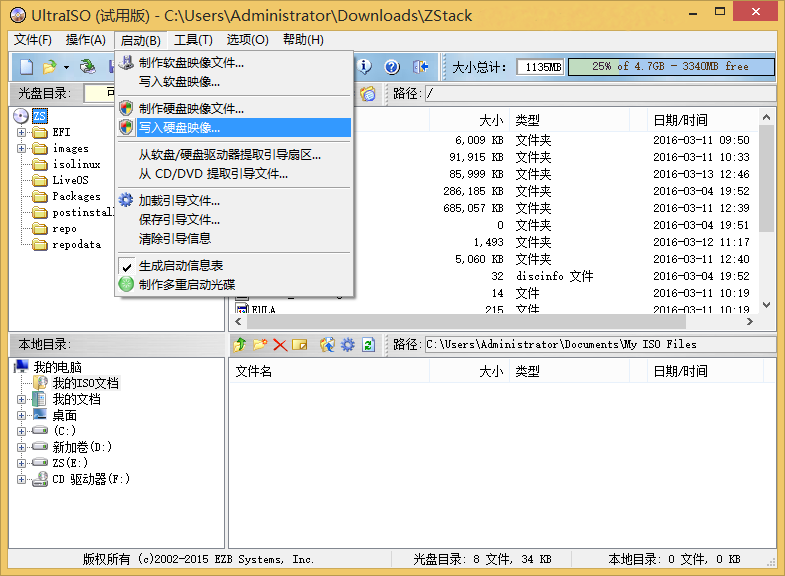 UltraISO (试用版) - C:\Users\Administrator\Downloads\ZStack
文件(F) 操作(A) 启动(B) 工具(T) 选项(O) 帮助(H)
大小总计: 1135MB 25% of 4.7GB - 3340MB free
光盘目录: 可
路径: /
制作软盘映像文件...
写入软盘映像...
制作硬盘映像文件...
写入硬盘映像...
从软盘/硬盘驱动器提取引导扇区...
从 CD/DVD 提取引导文件...
加载引导文件...
保存引导文件...
清除引导信息
生成启动信息表
制作多重启动光碟
ZS
EFI
images
isolinux
LiveOS
Packages
postinstall
repo
repodata
大小 类型 日期/时间
6,009 KB 文件夹 2016-03-11 09:50
91,915 KB 文件夹 2016-03-11 10:33
85,999 KB 文件夹 2016-03-13 12:46
286,185 KB 文件夹 2016-03-04 19:52
685,057 KB 文件夹 2016-03-11 12:39
0 文件夹 2016-03-04 19:51
1,493 文件夹 2016-03-12 11:17
5,060 KB 文件夹 2016-03-11 12:40
32 discinfo 文件 2016-03-04 19:52
14 文件 2016-03-11 10:19
EULA 215 文件 2016-03-11 10:19
本地目录:
路径: C:\Users\Administrator\Documents\My ISO Files
我的电脑
我的ISO文档
我的文档
桌面
(C:)
新加卷(D:)
ZS(E:)
CD 驱动器(F:)
文件名 大小 类型 日期/时间
版权所有 (c)2002-2015 EZB Systems, Inc. 光盘目录: 8 文件, 34 KB 本地目录: 0 文件, 0 KB